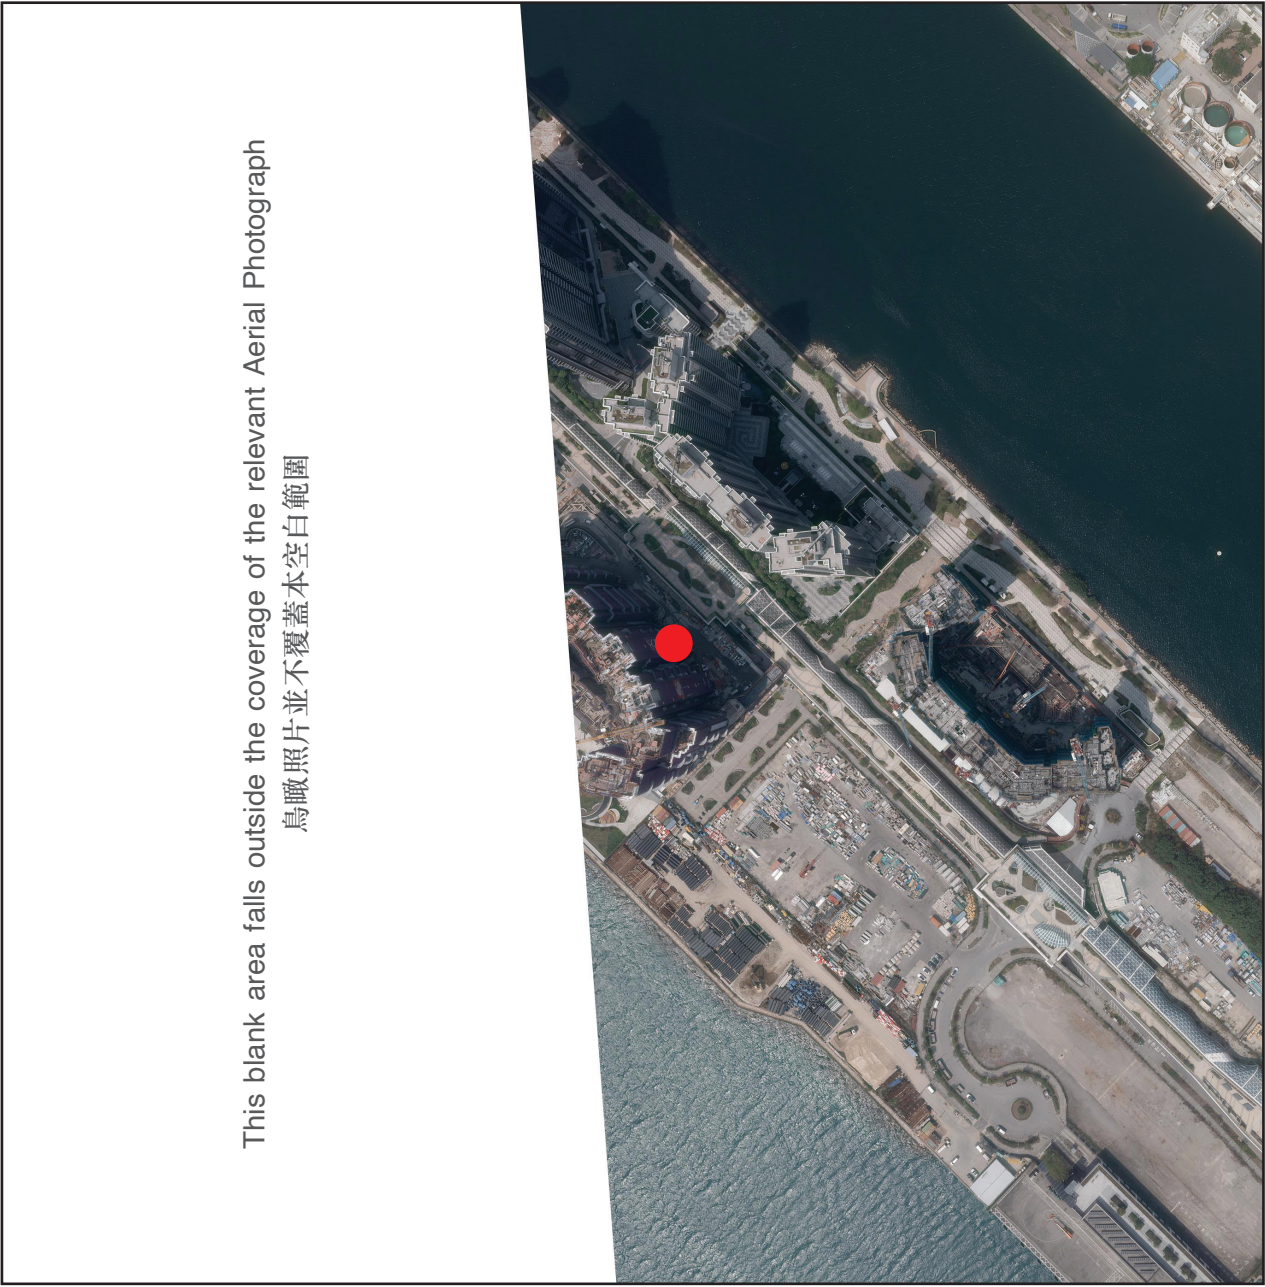 This blank area falls outside the coverage of the relevant Aerial Photograph
鳥瞰照片並不覆蓋本空白範圍